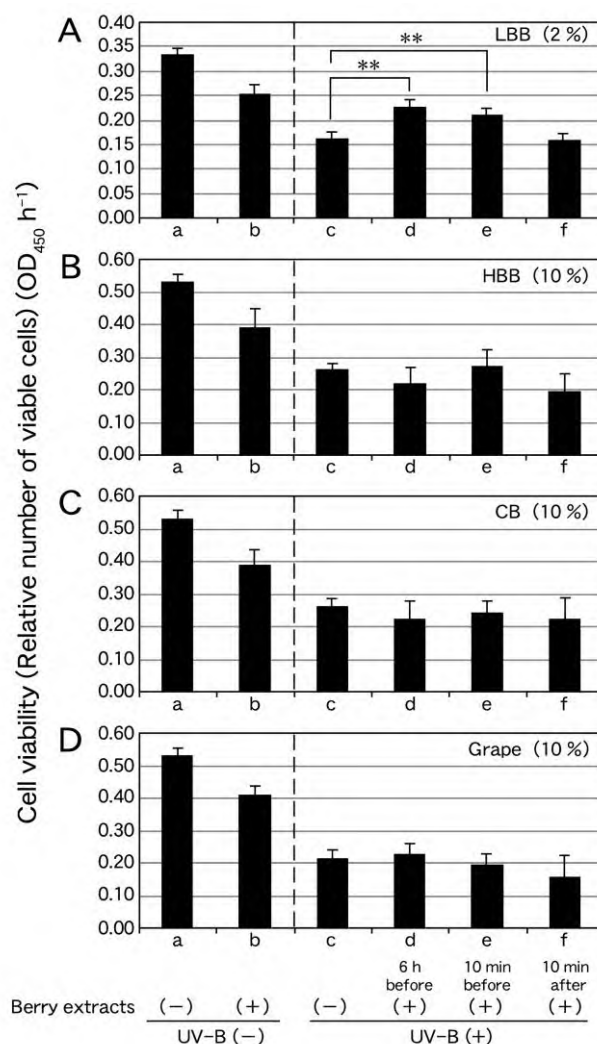 Cell viability (Relative number of viable cells) (OD450 h−1)
A
LBB (2 %)
0.40
0.35
0.30
0.25
0.20
0.15
0.10
0.05
0.00
**
**
a b c d e f
B
HBB (10 %)
0.60
0.50
0.40
0.30
0.20
0.10
0.00
a b c d e f
C
CB (10 %)
0.60
0.50
0.40
0.30
0.20
0.10
0.00
a b c d e f
D
Grape (10 %)
0.60
0.50
0.40
0.30
0.20
0.10
0.00
a b c d e f
6 h before
10 min before
10 min after
Berry extracts (−) (+) (−) (+) (+) (+)
UV-B (−) UV-B (+)